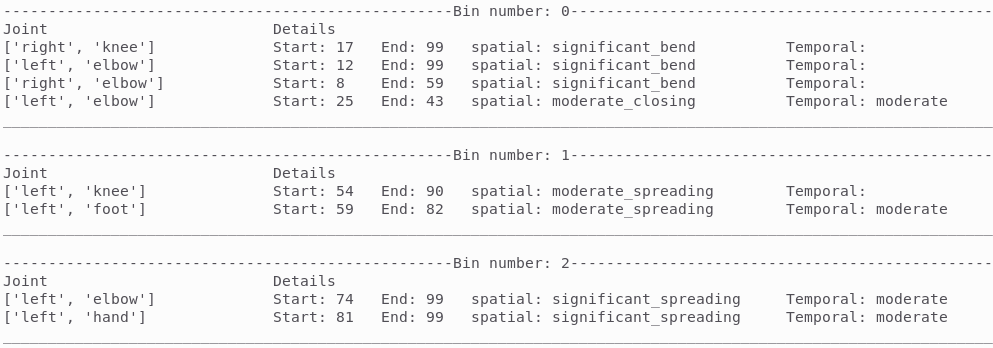 --------------------------------------------------Bin number: 0-----------------------------------------------
Joint                         Details
['right', 'knee']             Start: 17   End: 99   spatial: significant_bend          Temporal:
['left', 'elbow']             Start: 12   End: 99   spatial: significant_bend          Temporal:
['right', 'elbow']            Start: 8    End: 59   spatial: significant_bend          Temporal:
['left', 'elbow']             Start: 25   End: 43   spatial: moderate_closing          Temporal: moderate
______________________________________________________________________________________________________________
--------------------------------------------------Bin number: 1-----------------------------------------------
Joint                         Details
['left', 'knee']              Start: 54   End: 90   spatial: moderate_spreading        Temporal:
['left', 'foot']              Start: 59   End: 82   spatial: moderate_spreading        Temporal: moderate
______________________________________________________________________________________________________________
--------------------------------------------------Bin number: 2-----------------------------------------------
Joint                         Details
['left', 'elbow']             Start: 74   End: 99   spatial: significant_spreading     Temporal: moderate
['left', 'hand']              Start: 81   End: 99   spatial: significant_spreading     Temporal: moderate
______________________________________________________________________________________________________________